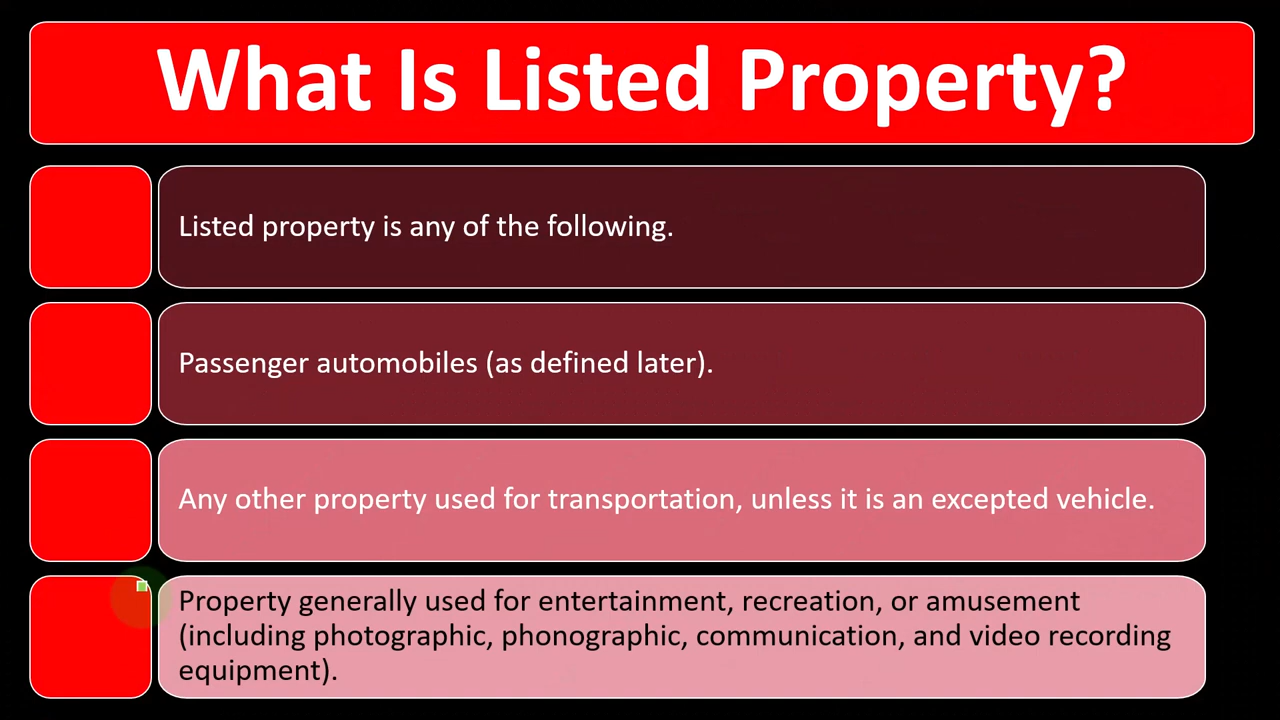 What Is Listed Property?
Listed property is any of the following.
Passenger automobiles (as defined later).
Any other property used for transportation, unless it is an excepted vehicle.
Property generally used for entertainment, recreation, or amusement
(including photographic, phonographic, communication, and video recording
equipment).